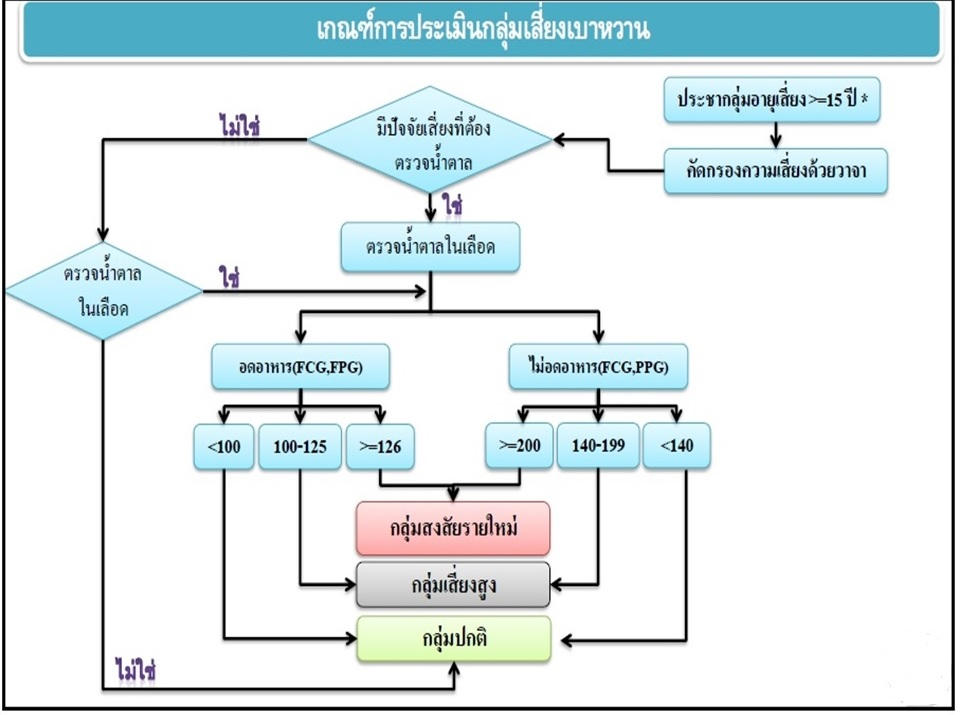 เกณฑ์การประเมินกลุ่มเสี่ยงเบาหวาน
ประชากลุ่มอายุเสี่ยง >=15 ปี *
คัดกรองความเสี่ยงด้วยวาจา
มีปัจจัยเสี่ยงที่ต้อง
ตรวจน้ำตาล
ไม่ใช่
ใช่
ตรวจน้ำตาลในเลือด
ตรวจน้ำตาล
ในเลือด
ใช่
อดอาหาร(FCG,FPG)
ไม่อดอาหาร(FCG,PPG)
<100
100-125
>=126
>=200
140-199
<140
กลุ่มสงสัยรายใหม่
กลุ่มเสี่ยงสูง
กลุ่มปกติ
ไม่ใช่